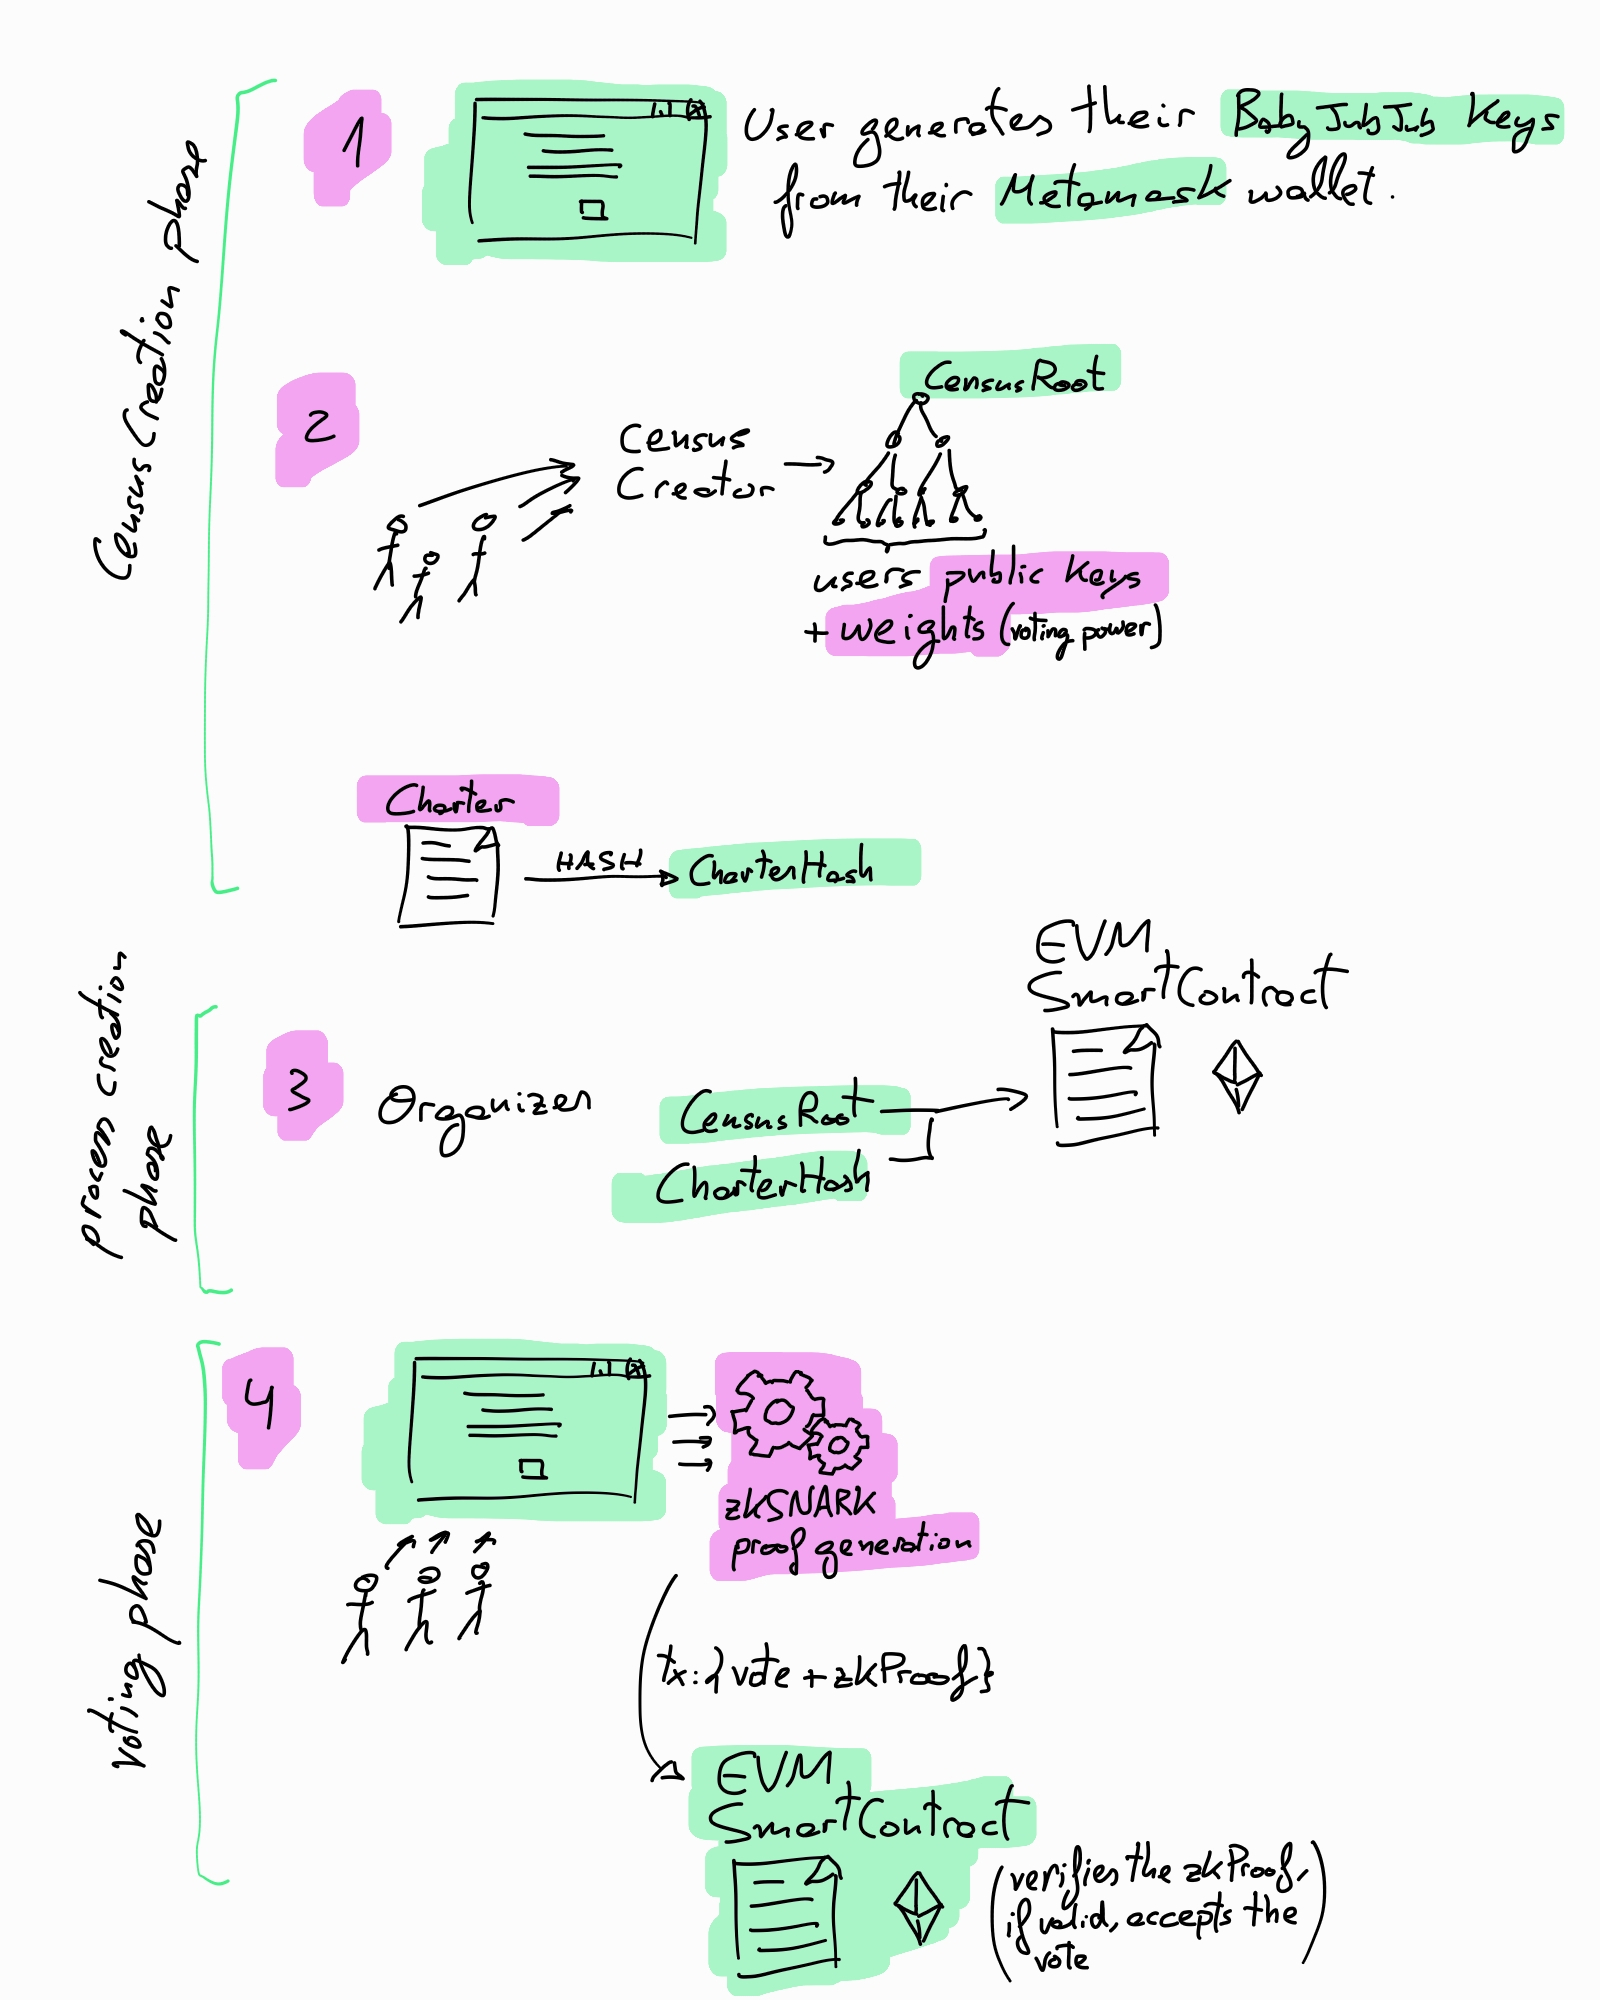 Census Creation phase
1
User generates their BabyJubJub Keys
from their Metamask wallet.
2
Census
Creator
CensusRoot
users public keys
+ weights (voting power)
Charter
HASH
CharterHash
process creation
phase
3
Organizer
CensusRoot
CharterHash
EVM
SmartContract
voting phase
4
zkSNARK
proof generation
tx:{vote + zkProof}
EVM
SmartContract
(verifies the zkProof,
if valid, accepts the
vote)